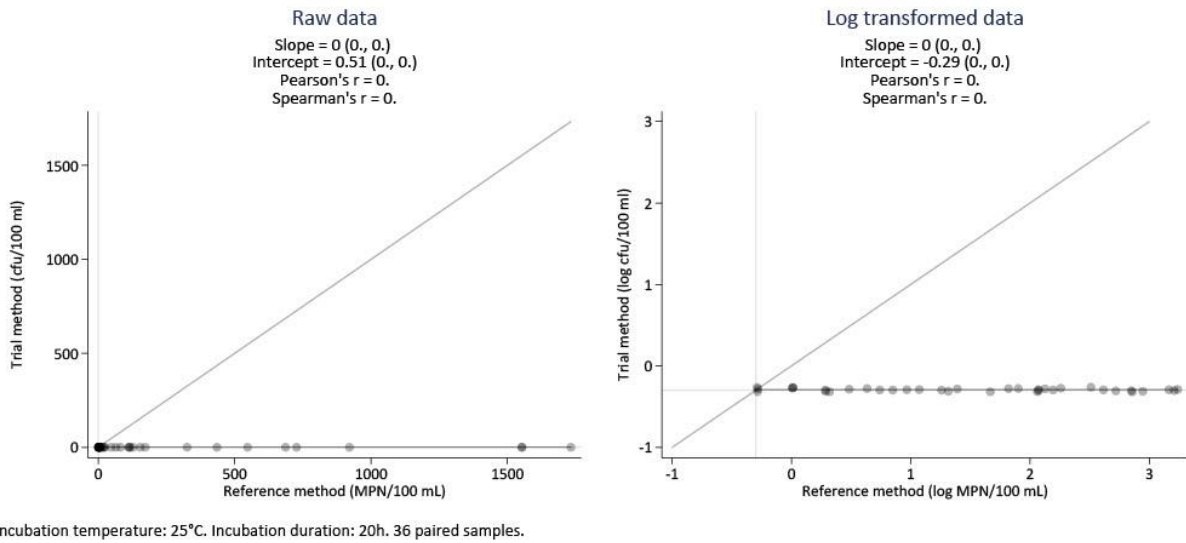 Raw data
Slope = 0 (0., 0.)
Intercept = 0.51 (0., 0.)
Pearson's r = 0.
Spearman's r = 0.
1500
1000
500
0
Trial method (cfu/100 ml)
0 500 1000 1500
Reference method (MPN/100 mL)
Log transformed data
Slope = 0 (0., 0.)
Intercept = -0.29 (0., 0.)
Pearson's r = 0.
Spearman's r = 0.
3
2
1
0
-1
Trial method (log cfu/100 ml)
-1 0 1 2 3
Reference method (log MPN/100 mL)
ncubation temperature: 25°C. Incubation duration: 20h. 36 paired samples.